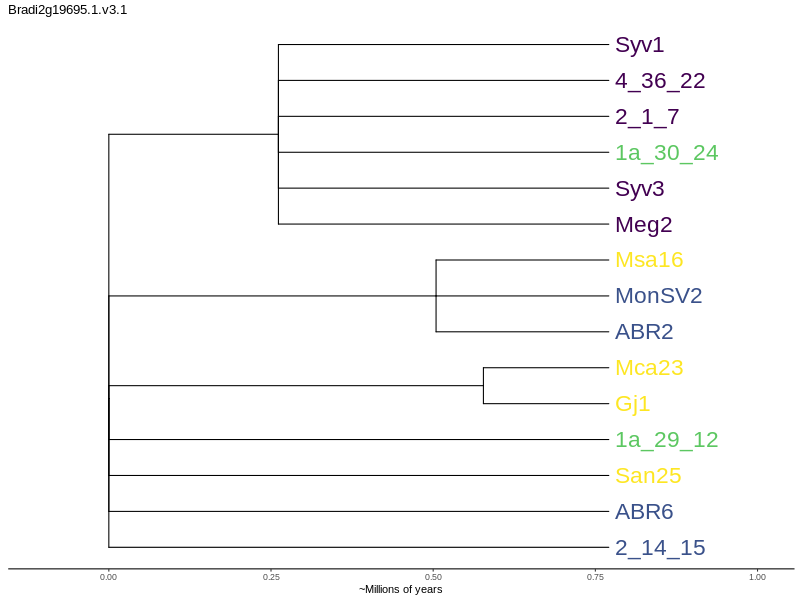 Bradi2g19695.1.v3.1
Syv1
4_36_22
2_1_7
1a_30_24
Syv3
Meg2
Msa16
MonSV2
ABR2
Mca23
Gj1
1a_29_12
San25
ABR6
2_14_15
0.00 0.25 0.50 0.75 1.00
~Millions of years